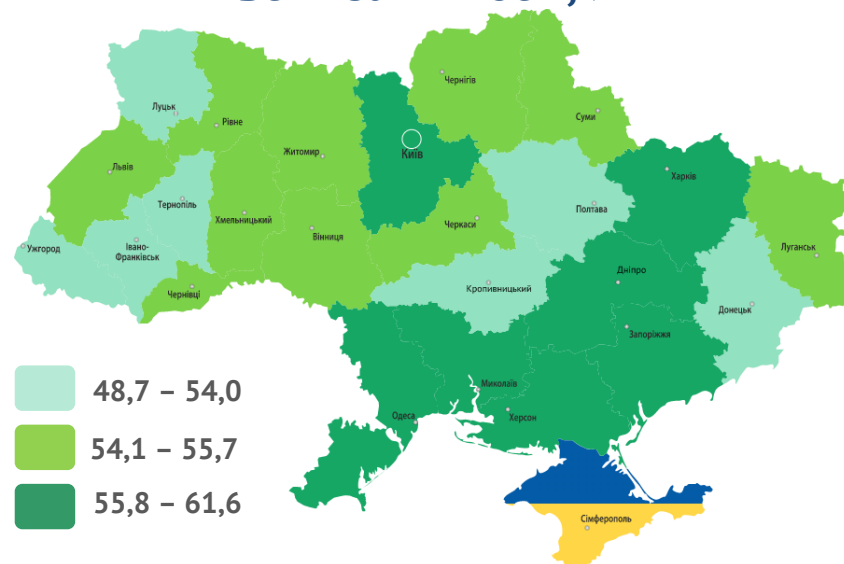 Чернігів
Луцьк
Рівне
Суми
Житомир
Київ
Львів
Харків
Тернопіль
Полтава
Хмельницький
Черкаси
Вінниця
Ужгород
Івано-
Франківськ
Луганськ
Дніпро
Чернівці
Кропивницький
Донецьк
Запоріжжя
48,7 – 54,0
Миколаїв
Одеса
Херсон
54,1 – 55,7
55,8 – 61,6
Сімферополь